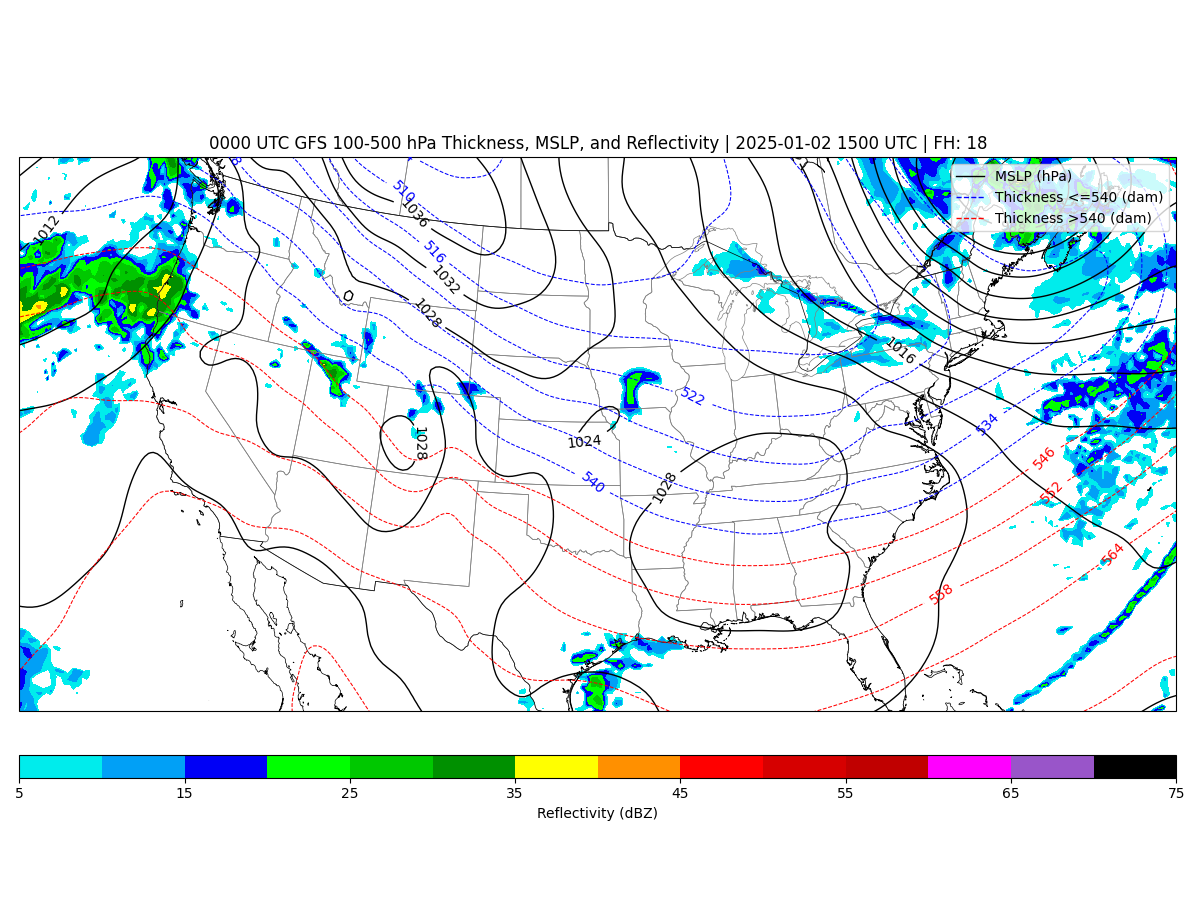 0000 UTC GFS 100-500 hPa Thickness, MSLP, and Reflectivity | 2025-01-02 1500 UTC | FH: 18
MSLP (hPa)
Thickness <=540 (dam)
Thickness >540 (dam)
510
1036
1012
516
1032
1028
1016
522
534
1028
1024
546
540
1028
552
564
558
5 15 25 35 45 55 65 75
Reflectivity (dBZ)